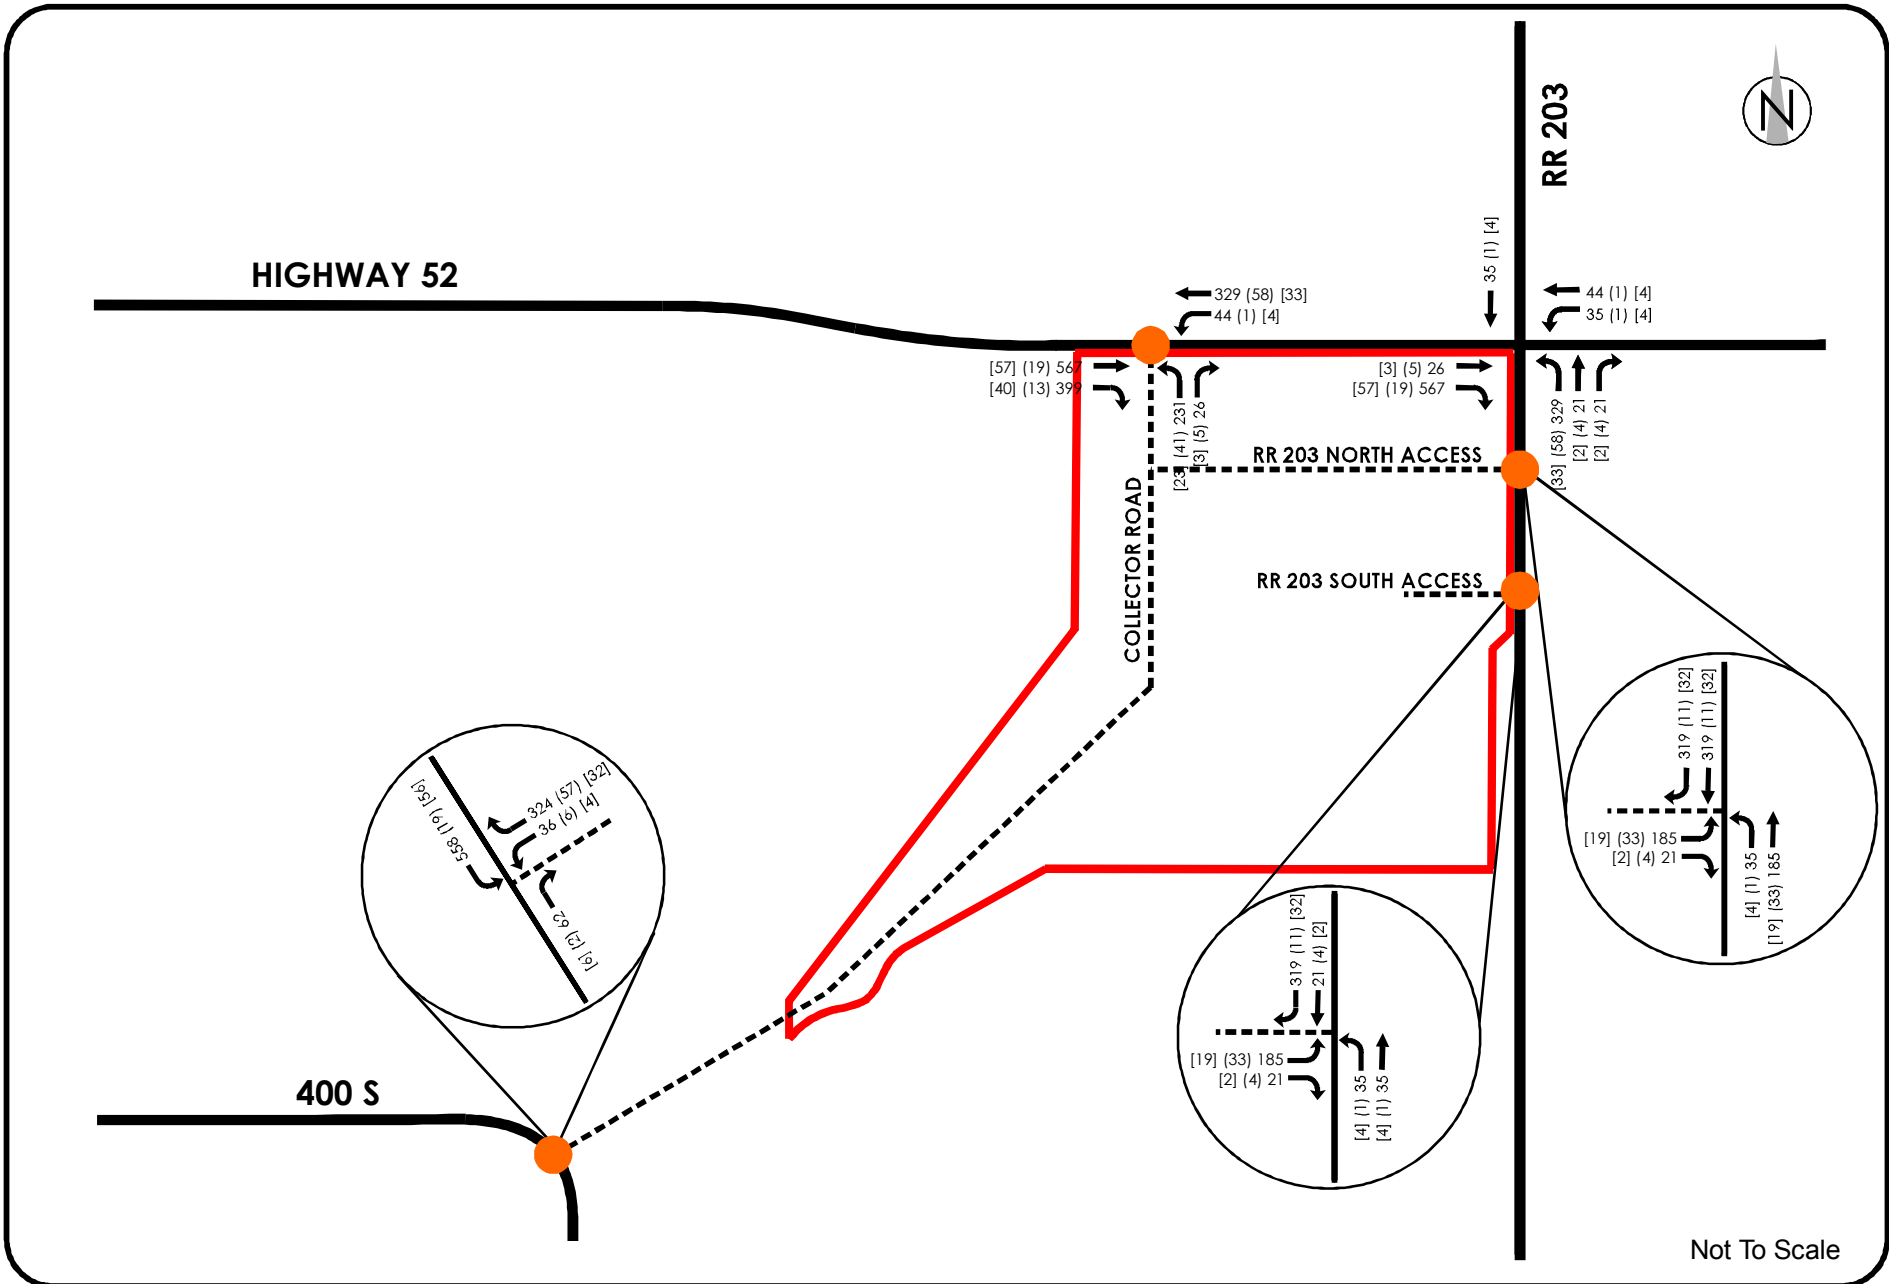 RR 203
N
HIGHWAY 52
35 (1) [4]
329 (58) [33]
44 (1) [4]
44 (1) [4]
35 (1) [4]
[57] (19) 567
[40] (13) 399
[3] (5) 26
[57] (19) 567
[23] (41) 231
[3] (5) 26
[33] (58) 329
[2] (4) 21
[2] (4) 21
RR 203 NORTH ACCESS
COLLECTOR ROAD
RR 203 SOUTH ACCESS
319 (11) [32]
319 (11) [32]
[19] (33) 185
[2] (4) 21
[4] (1) 35
[19] (33) 185
324 (57) [32]
36 (6) [4]
558 (19) [56]
[6] (2) 62
319 (11) [32]
21 (4) [2]
[19] (33) 185
[2] (4) 21
[4] (1) 35
[4] (1) 35
400 S
Not To Scale